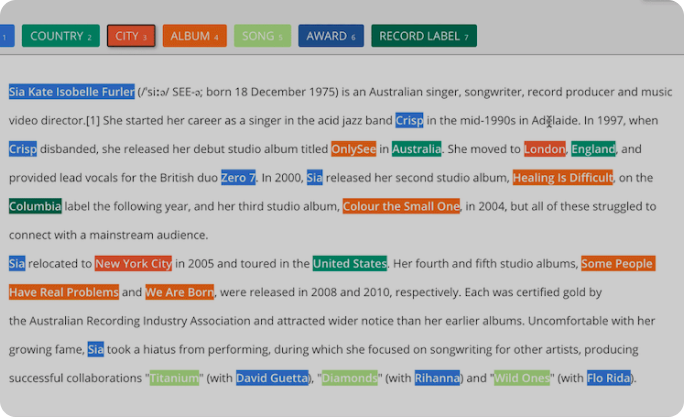 1 COUNTRY 2 CITY 3 ALBUM 4 SONG 5 AWARD 6 RECORD LABEL 7
Sia Kate Isobelle Furler (/ˈsiːə/ SEE-ə; born 18 December 1975) is an Australian singer, songwriter, record producer and music
video director.[1] She started her career as a singer in the acid jazz band Crisp in the mid-1990s in Adelaide. In 1997, when
Crisp disbanded, she released her debut studio album titled OnlySee in Australia. She moved to London, England, and
provided lead vocals for the British duo Zero 7. In 2000, Sia released her second studio album, Healing Is Difficult, on the
Columbia label the following year, and her third studio album, Colour the Small One, in 2004, but all of these struggled to
connect with a mainstream audience.
Sia relocated to New York City in 2005 and toured in the United States. Her fourth and fifth studio albums, Some People
Have Real Problems and We Are Born, were released in 2008 and 2010, respectively. Each was certified gold by
the Australian Recording Industry Association and attracted wider notice than her earlier albums. Uncomfortable with her
growing fame, Sia took a hiatus from performing, during which she focused on songwriting for other artists, producing
successful collaborations "Titanium" (with David Guetta), "Diamonds" (with Rihanna) and "Wild Ones" (with Flo Rida).